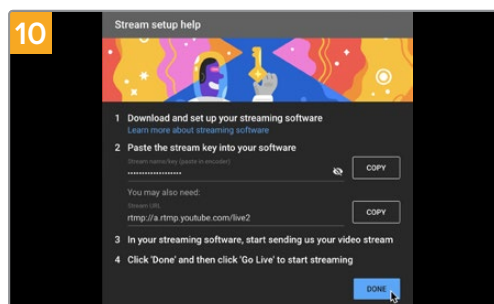 10
Stream setup help
1 Download and set up your streaming software
Learn more about streaming software
2 Paste the stream key into your software
Stream name/key (paste in encoder)
••••••••••••••••••••
COPY
You may also need:
Stream URL
rtmp://a.rtmp.youtube.com/live2
COPY
3 In your streaming software, start sending us your video stream
4 Click 'Done' and then click 'Go Live' to start streaming
DONE